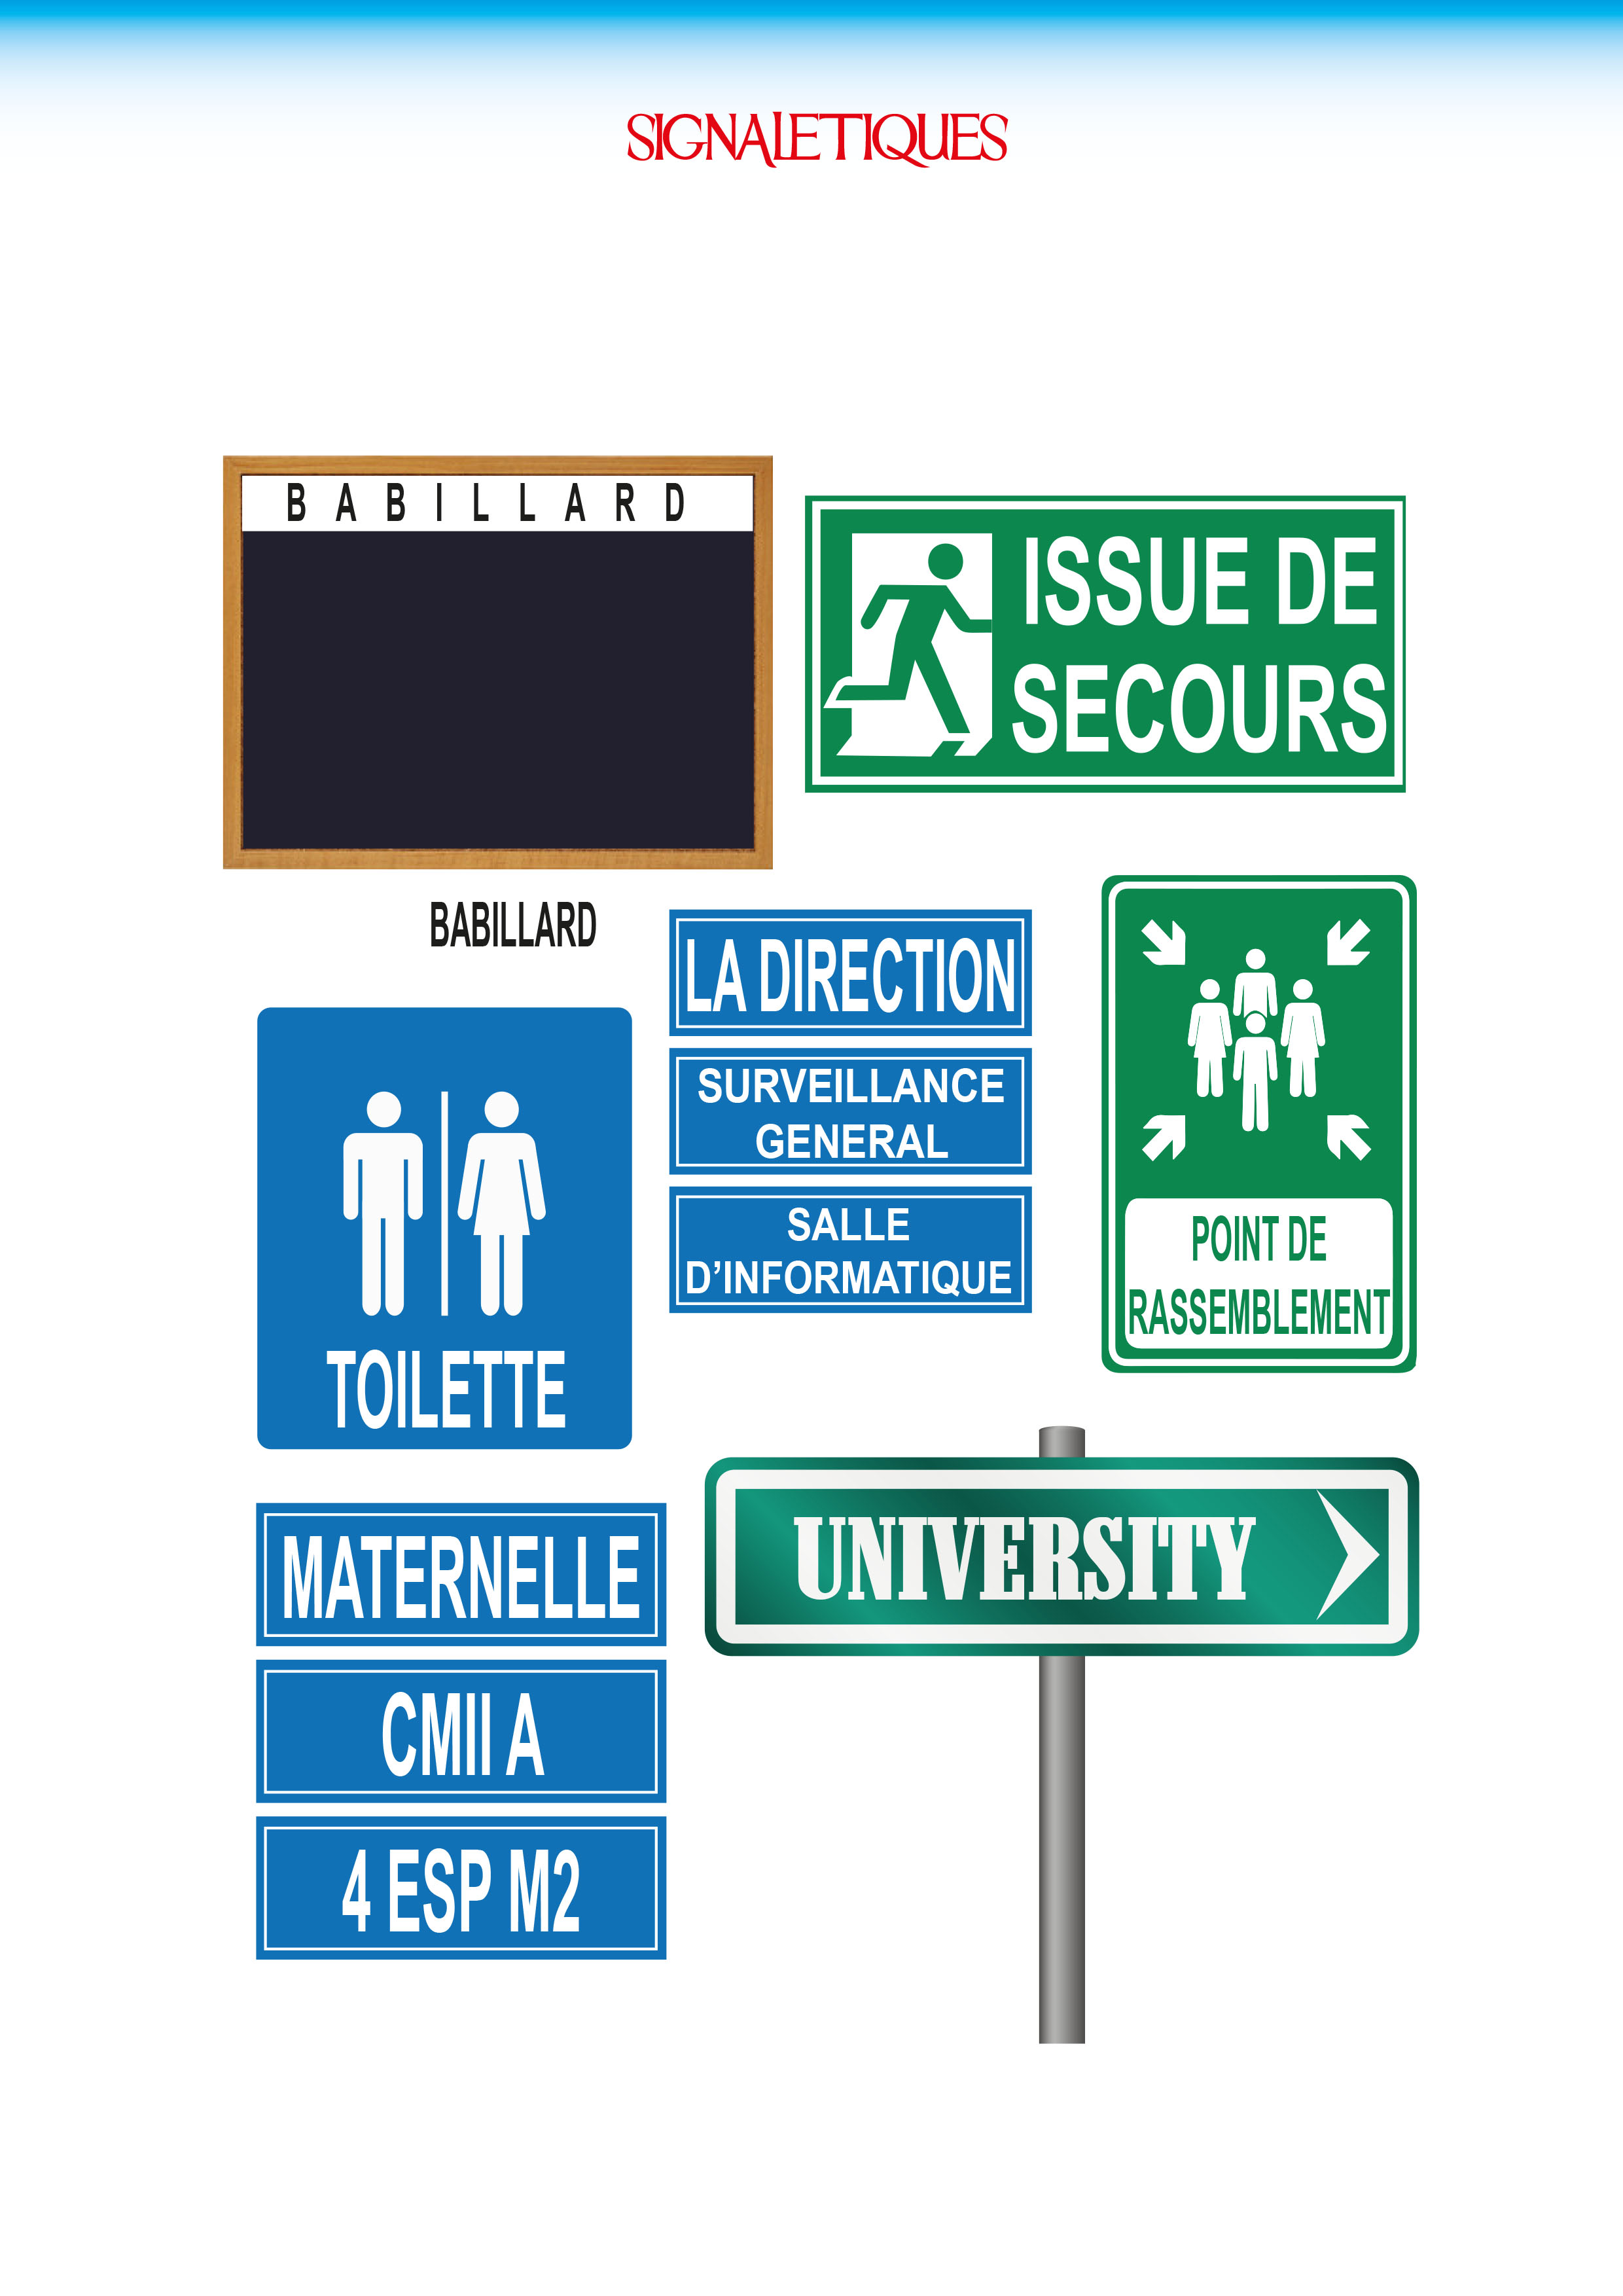 SIGNALETIQUES
BABILLARD
ISSUE DE
SECOURS
BABILLARD
LA DIRECTION
SURVEILLANCE
GENERAL
SALLE
D’INFORMATIQUE
POINT DE
RASSEMBLEMENT
TOILETTE
UNIVERSITY
MATERNELLE
CMII A
4 ESP M2